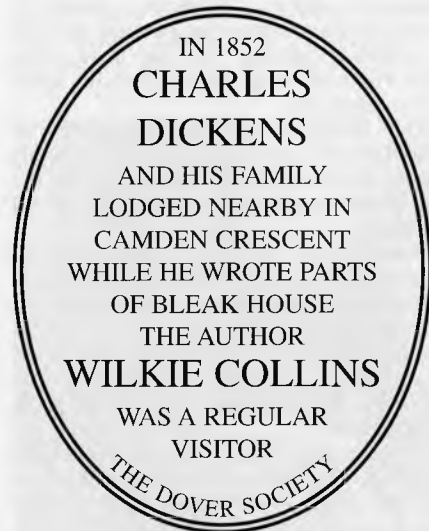 IN 1852
CHARLES
DICKENS
AND HIS FAMILY
LODGED NEARBY IN
CAMDEN CRESCENT
WHILE HE WROTE PARTS
OF BLEAK HOUSE
THE AUTHOR
WILKIE COLLINS
WAS A REGULAR
VISITOR
THE DOVER SOCIETY